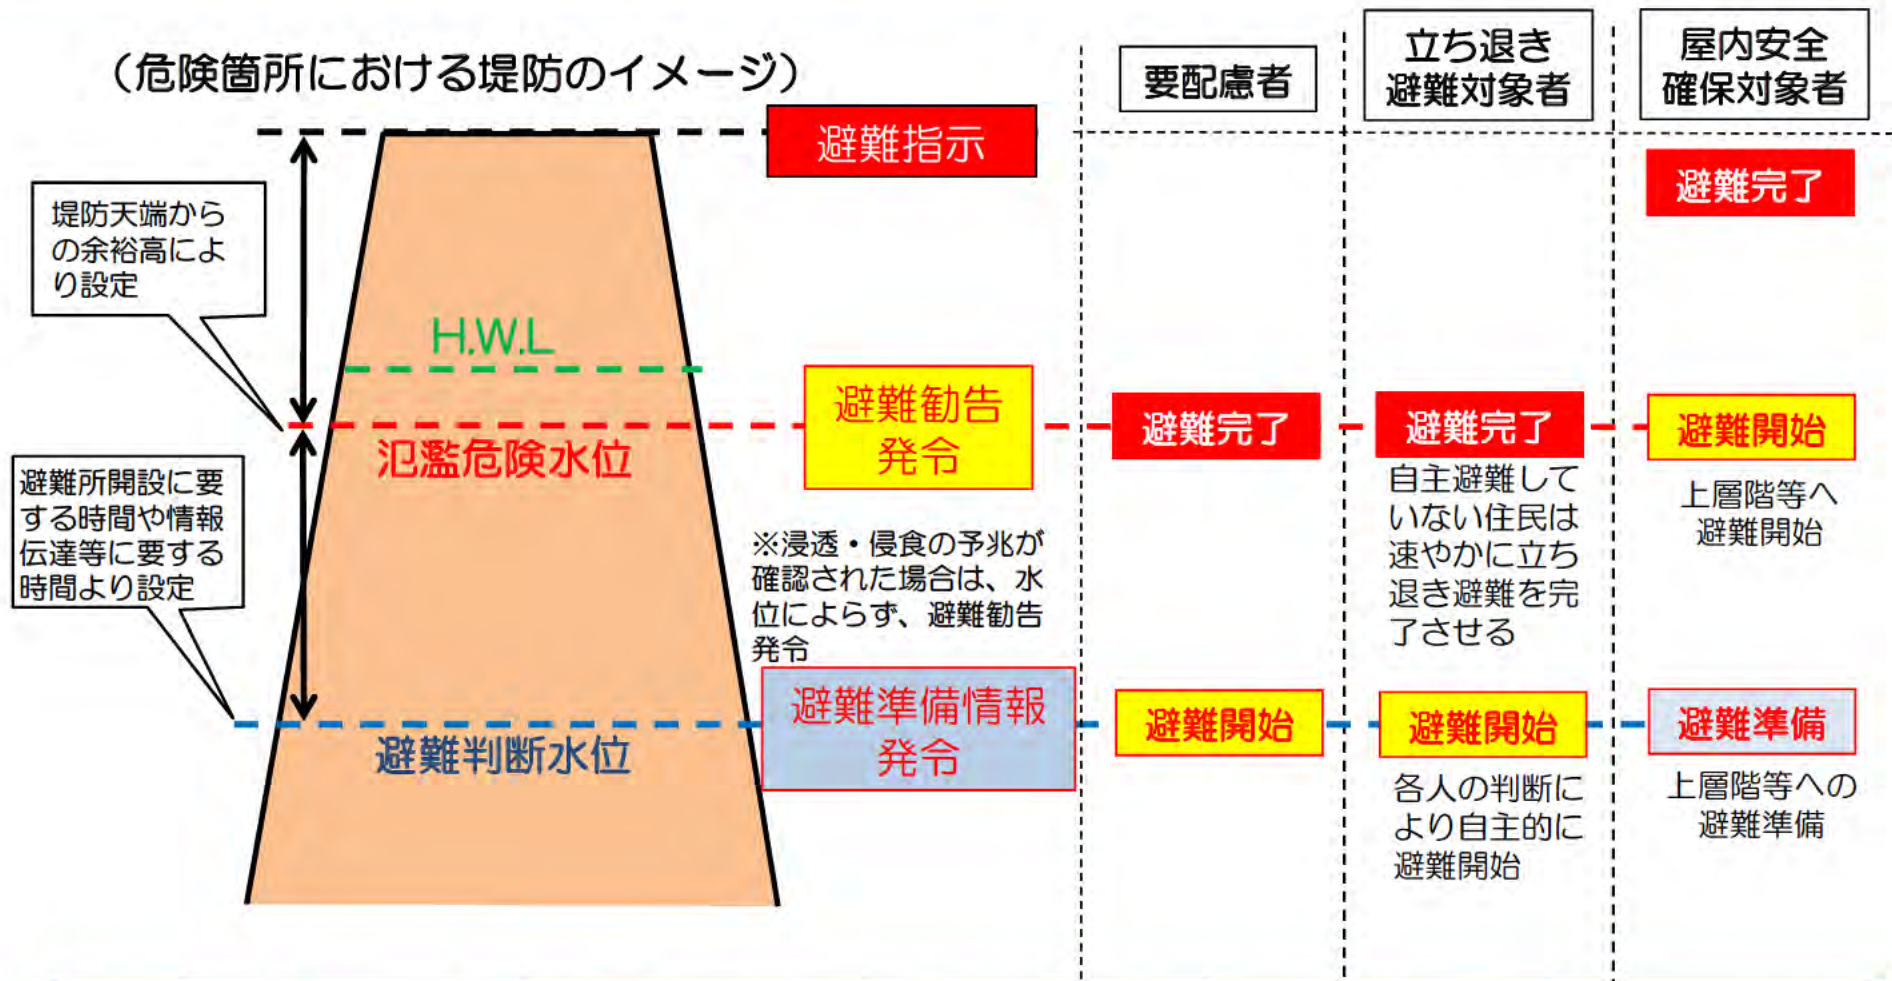 （危険箇所における堤防のイメージ）
要配慮者
立ち退き
避難対象者
屋内安全
確保対象者
避難指示
避難完了
堤防天端から
の余裕高によ
り設定
H.W.L
避難勧告
発令
避難完了
避難完了
避難開始
氾濫危険水位
自主避難して
いない住民は
速やかに立ち
退き避難を完
了させる
上層階等へ
避難開始
避難所開設に要
する時間や情報
伝達等に要する
時間より設定
※浸透・侵食の予兆が
確認された場合は、水
位によらず、避難勧告
発令
避難準備情報
発令
避難開始
避難開始
避難準備
避難判断水位
各人の判断に
より自主的に
避難開始
上層階等への
避難準備